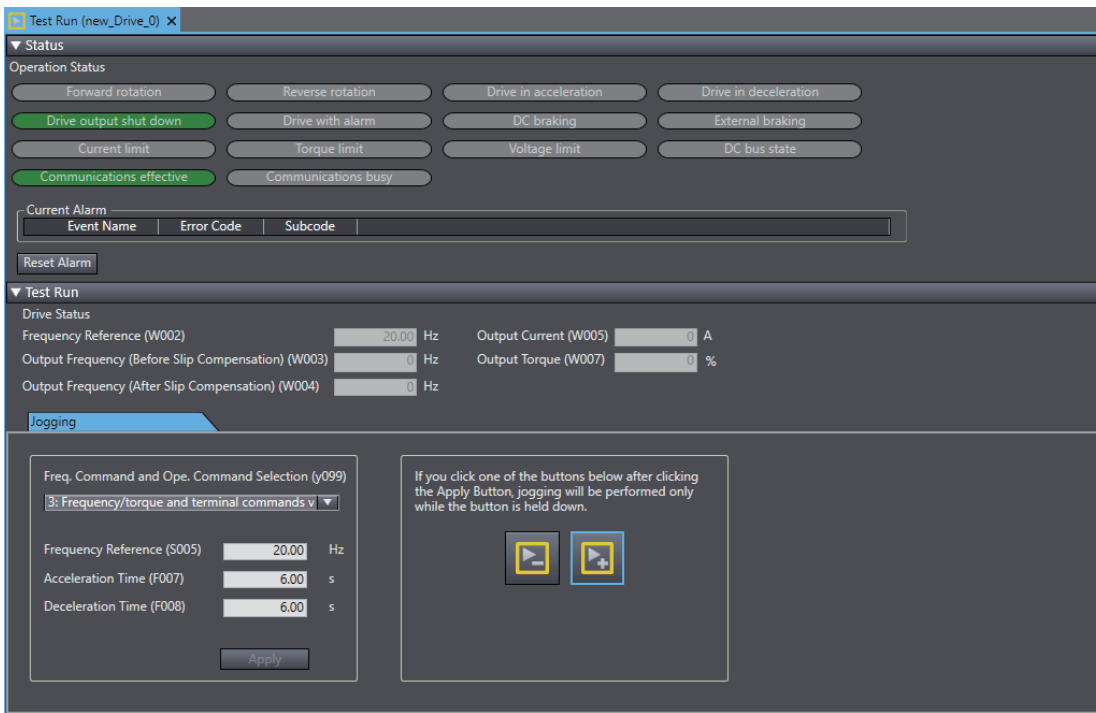 Test Run (new_Drive_0) X
Status
Operation Status
Forward rotation Reverse rotation Drive in acceleration Drive in deceleration
Drive output shut down Drive with alarm DC braking External braking
Current limit Torque limit Voltage limit DC bus state
Communications effective Communications busy
Current Alarm
Event Name Error Code Subcode
Reset Alarm
Test Run
Drive Status
Frequency Reference (W002) 20.00 Hz Output Current (W005) 0 A
Output Frequency (Before Slip Compensation) (W003) 0 Hz Output Torque (W007) 0 %
Output Frequency (After Slip Compensation) (W004) 0 Hz
Jogging
Freq. Command and Ope. Command Selection (y099)
3: Frequency/torque and terminal commands v
Frequency Reference (S005) 20.00 Hz
Acceleration Time (F007) 6.00 s
Deceleration Time (F008) 6.00 s
Apply
If you click one of the buttons below after clicking
the Apply Button, jogging will be performed only
while the button is held down.